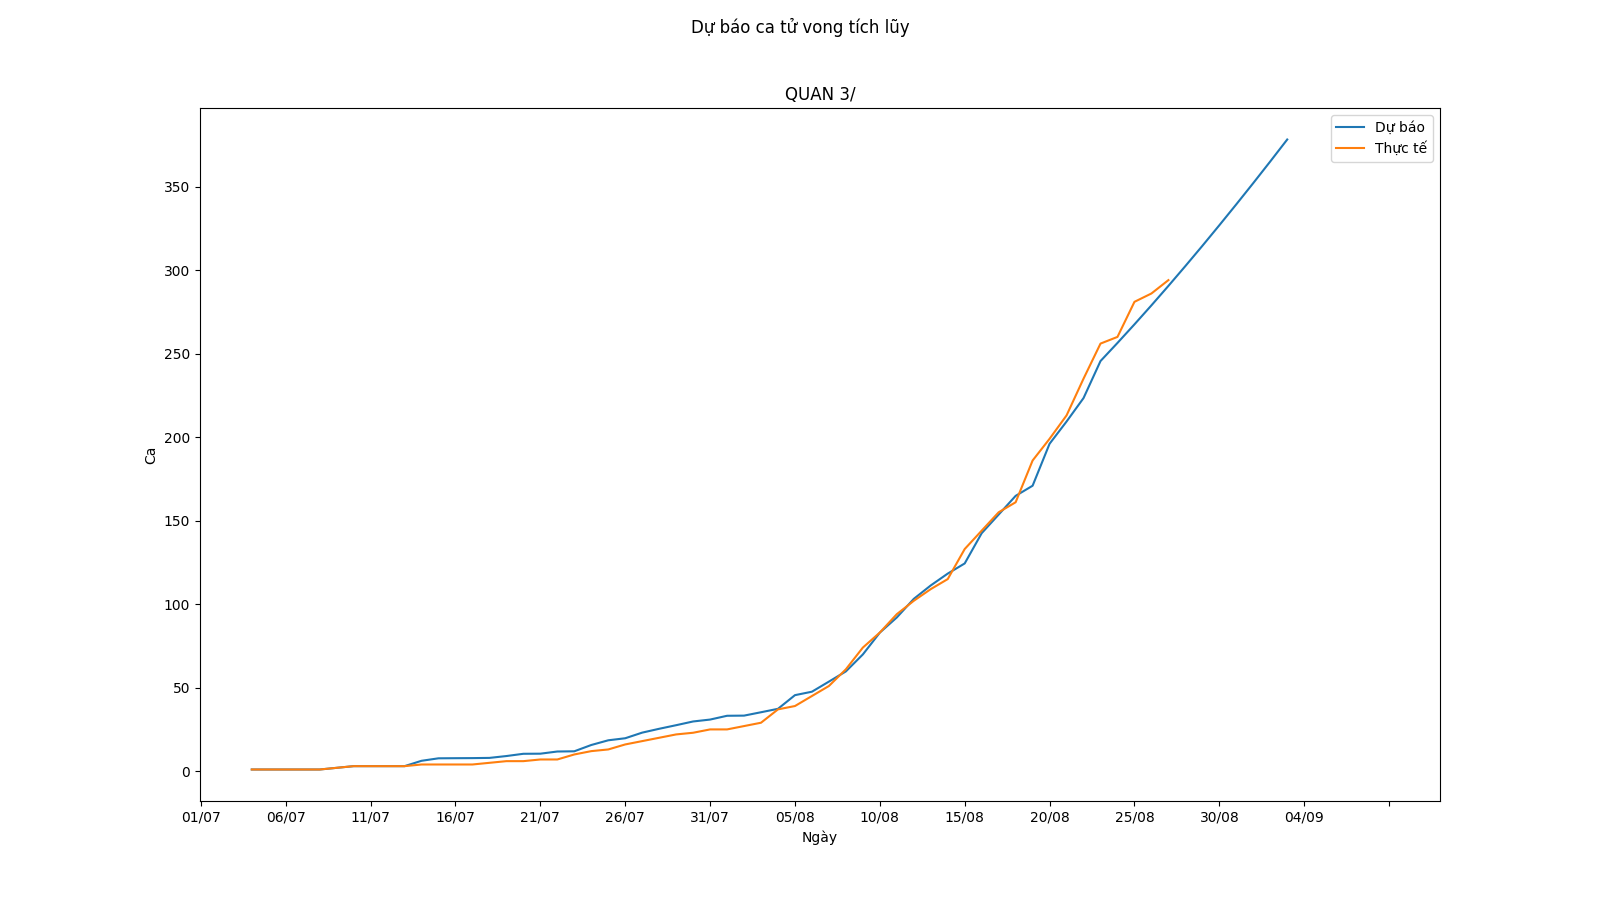 Dự báo ca tử vong tích lũy
QUAN 3/
Dự báo
Thực tế
350
300
250
200
150
100
50
0
Ca
01/07 06/07 11/07 16/07 21/07 26/07 31/07 05/08 10/08 15/08 20/08 25/08 30/08 04/09
Ngày